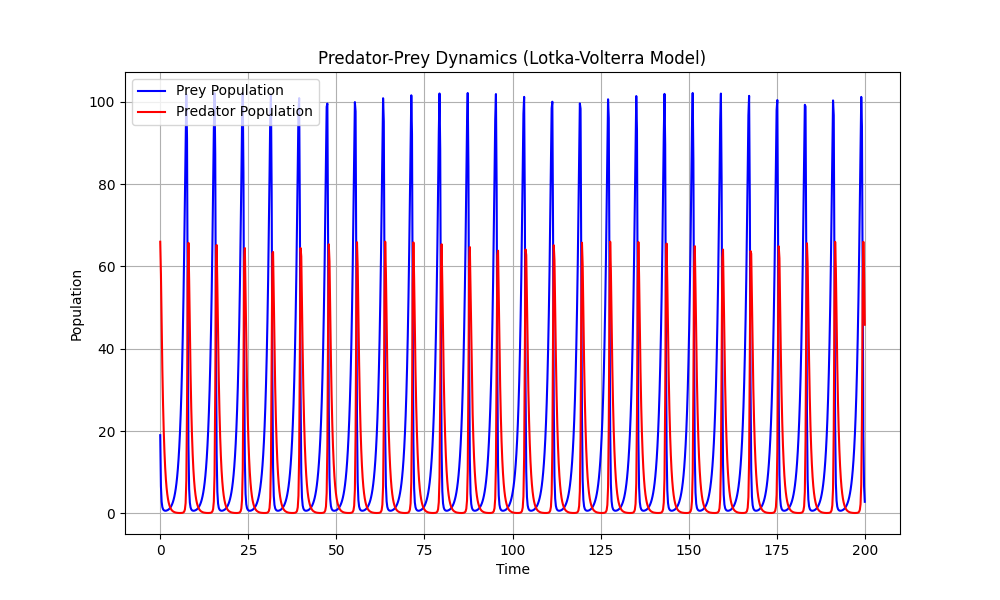 Predator-Prey Dynamics (Lotka-Volterra Model)
Prey Population
Predator Population
100
80
60
40
20
0
Population
0 25 50 75 100 125 150 175 200
Time